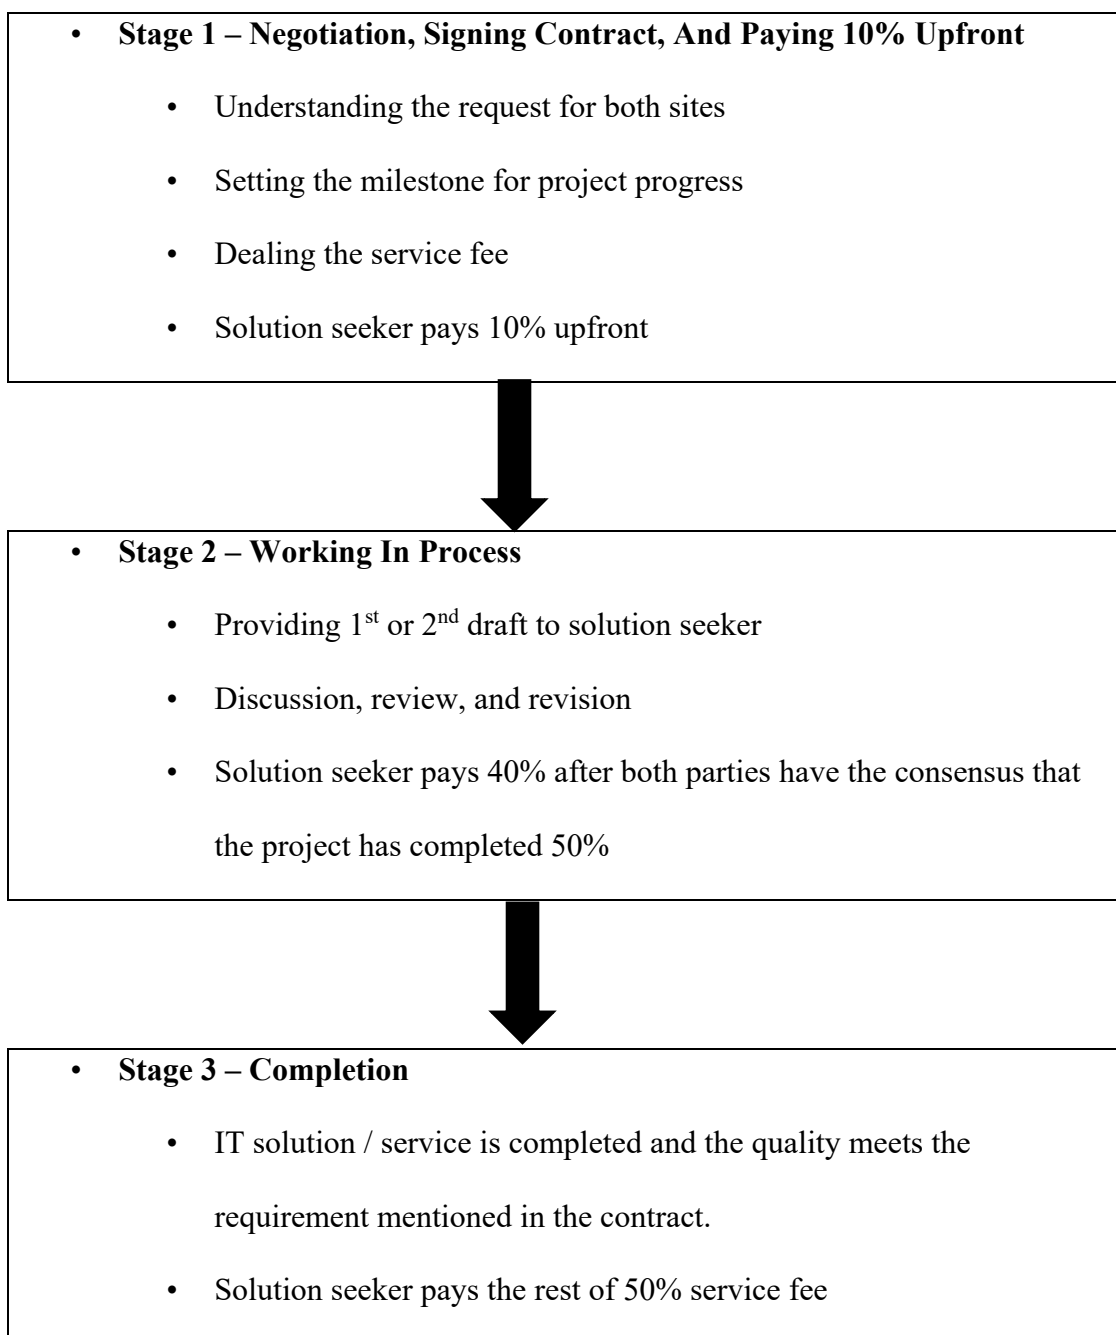 • Stage 1 – Negotiation, Signing Contract, And Paying 10% Upfront
• Understanding the request for both sites
• Setting the milestone for project progress
• Dealing the service fee
• Solution seeker pays 10% upfront
• Stage 2 – Working In Process
• Providing 1st or 2nd draft to solution seeker
• Discussion, review, and revision
• Solution seeker pays 40% after both parties have the consensus that
the project has completed 50%
• Stage 3 – Completion
• IT solution / service is completed and the quality meets the
requirement mentioned in the contract.
• Solution seeker pays the rest of 50% service fee